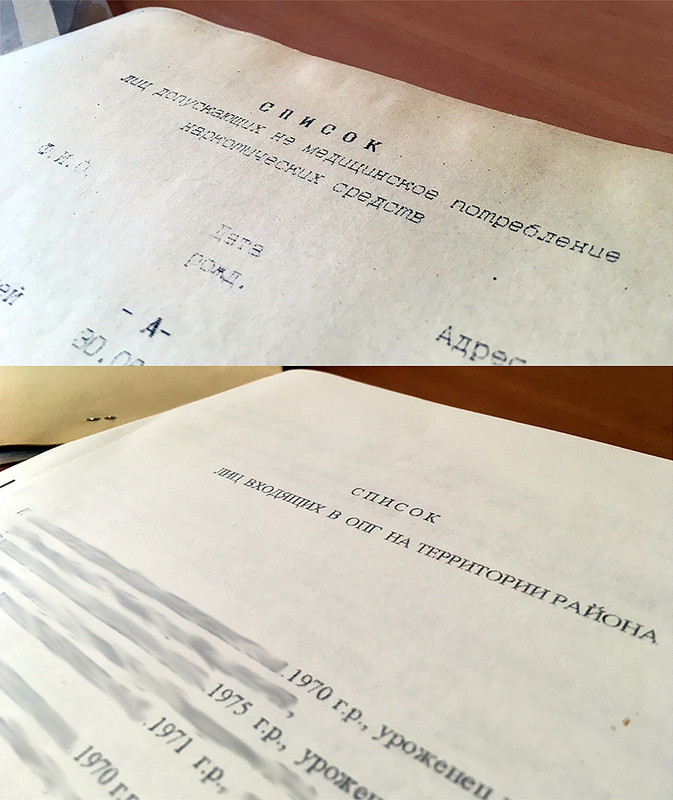 СПИСОК
лиц допускающих не медицинское потребление
наркотических средств
Ф.И.О.
Дата
рожд.
- А-
Адрес
СПИСОК
ЛИЦ ВХОДЯЩИХ В ОПГ НА ТЕРРИТОРИИ РАЙОНА
1970 г.р., уроженец
1975 г.р., уроженец
1971 г.р.,
1970 г.р.